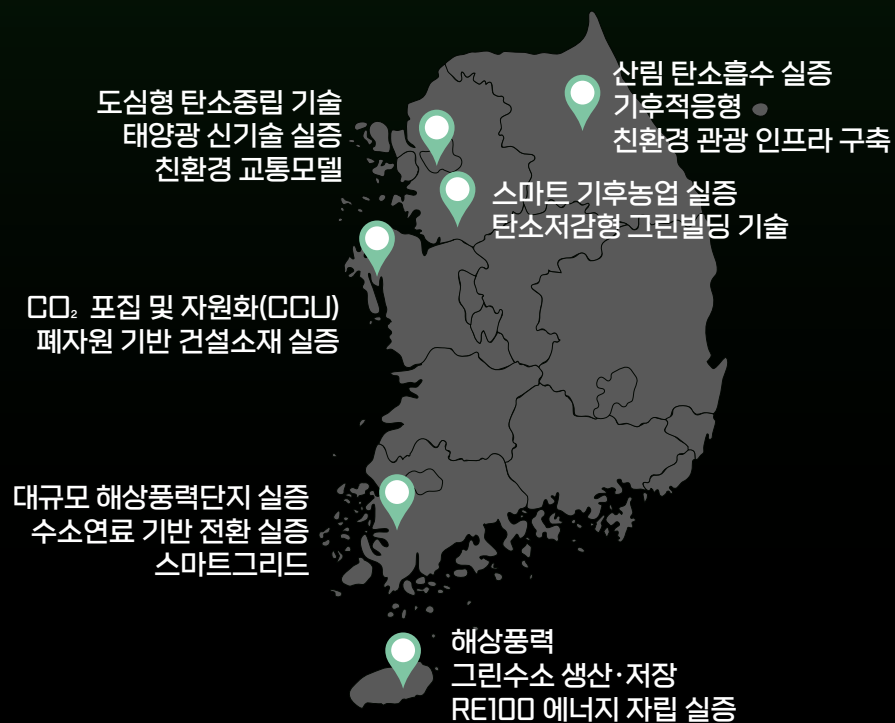 산림 탄소흡수 실증
기후적응형
친환경 관광 인프라 구축
도심형 탄소중립 기술
태양광 신기술 실증
친환경 교통모델
스마트 기후농업 실증
탄소저감형 그린빌딩 기술
CO₂ 포집 및 자원화(CCU)
폐자원 기반 건설소재 실증
대규모 해상풍력단지 실증
수소연료 기반 전환 실증
스마트그리드
해상풍력
그린수소 생산·저장
RE100 에너지 자립 실증